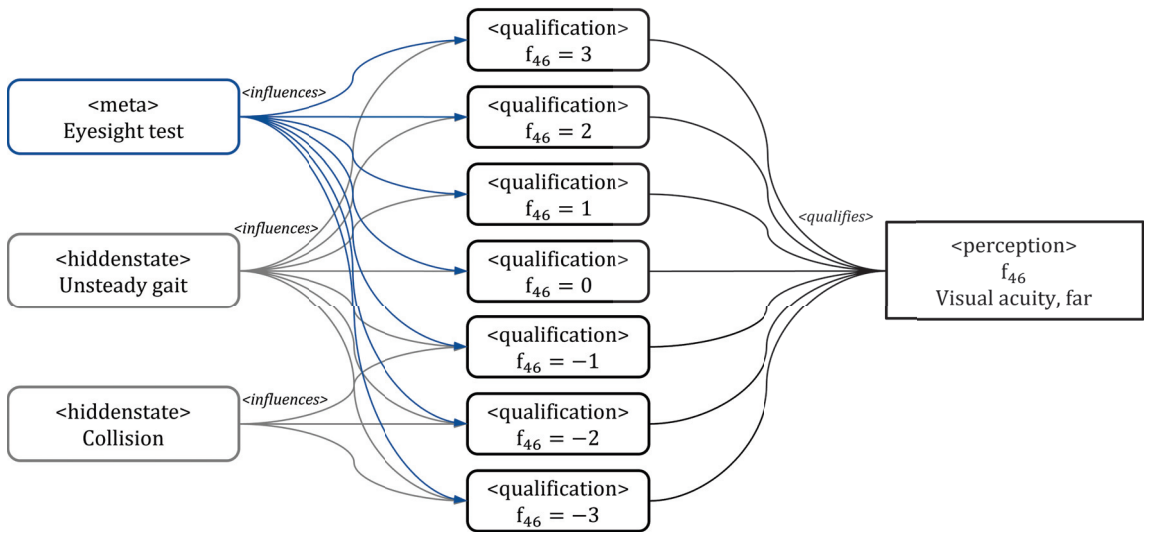 <meta>
Eyesight test
<hiddenstate>
Unsteady gait
<hiddenstate>
Collision
<influences>
<influences>
<influences>
<qualification>
f₄₆ = 3
<qualification>
f₄₆ = 2
<qualification>
f₄₆ = 1
<qualification>
f₄₆ = 0
<qualification>
f₄₆ = −1
<qualification>
f₄₆ = −2
<qualification>
f₄₆ = −3
<qualifies>
<perception>
f₄₆
Visual acuity, far